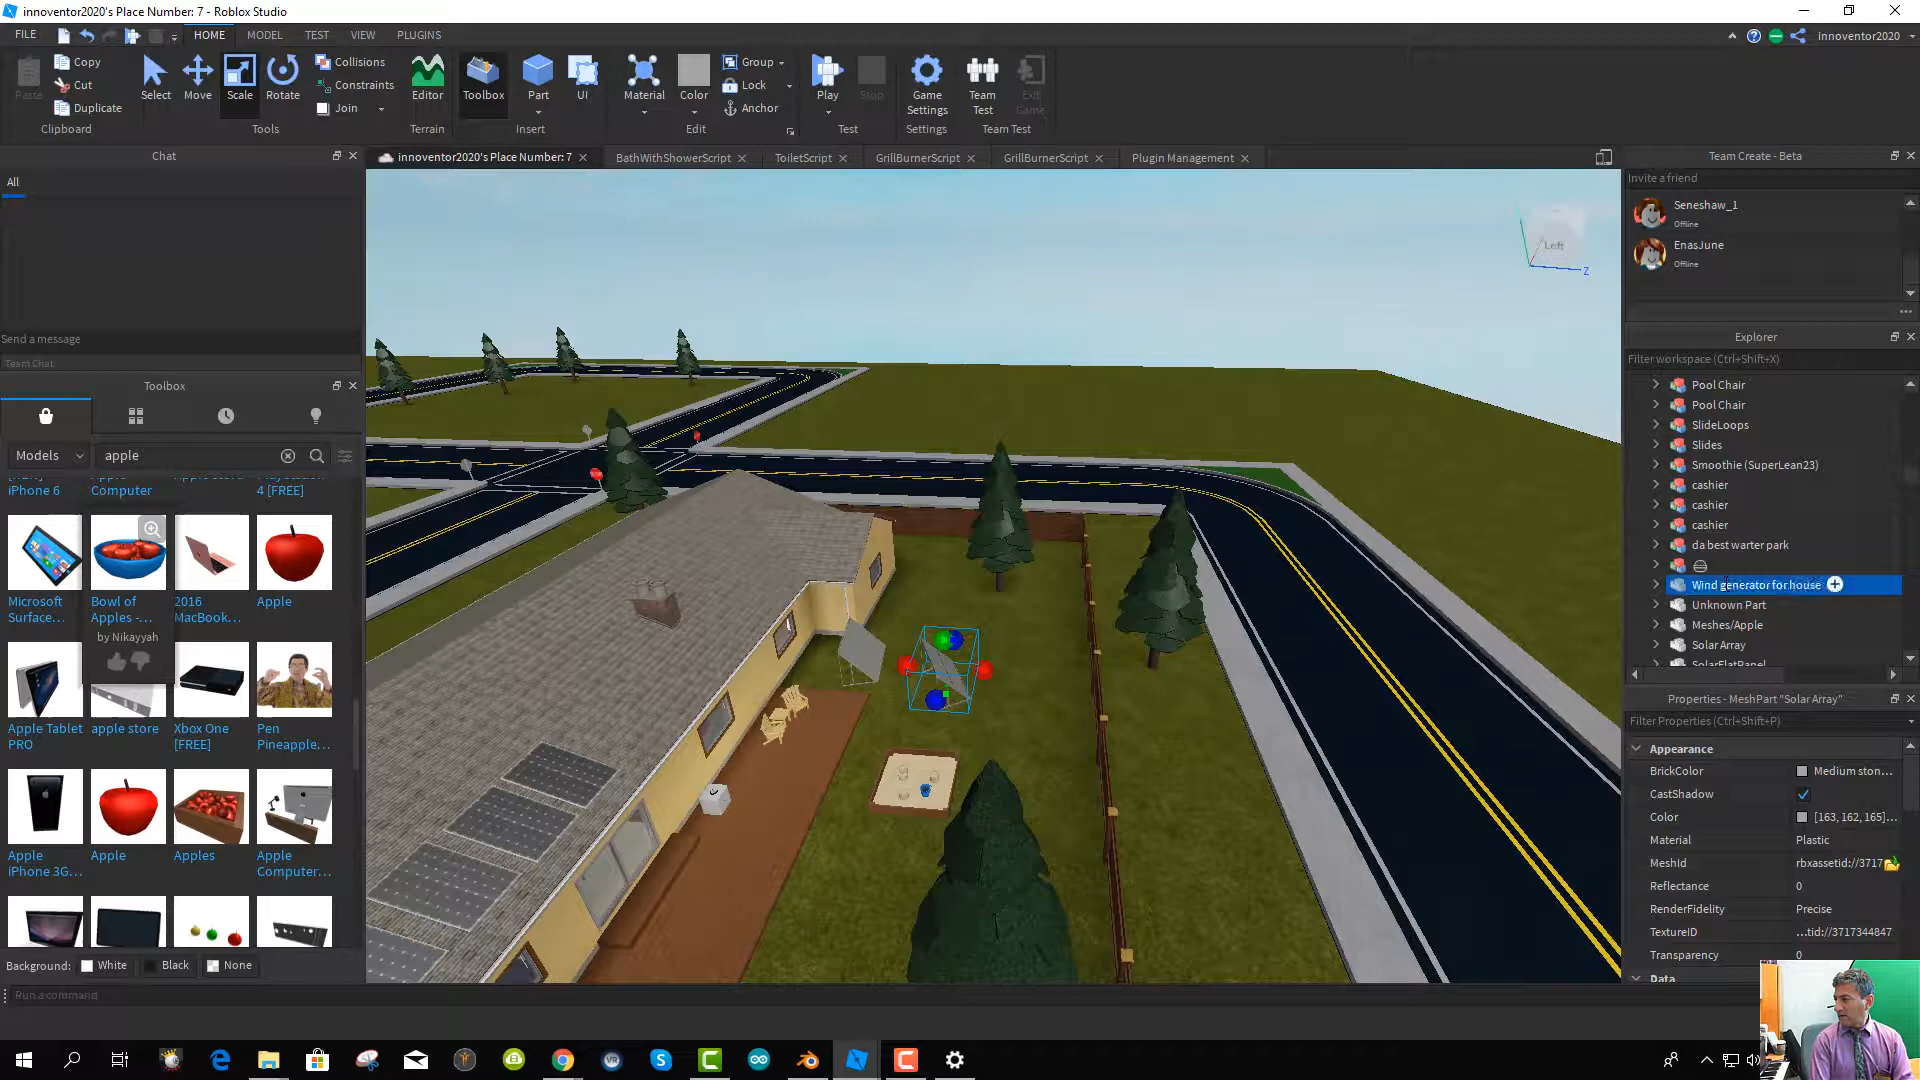 innoventor2020's Place Number: 7 - Roblox Studio
FILE
HOME
MODEL
TEST
VIEW
PLUGINS
innoventor2020
Paste
Copy
Cut
Duplicate
Clipboard
Select
Move
Scale
Rotate
Collisions
Constraints
Join
Tools
Editor
Terrain
Toolbox
Part
UI
Insert
Material
Color
Group
Lock
Anchor
Edit
Play
Stop
Test
Game
Settings
Settings
Team
Test
Exit
Game
Team Test
Chat
All
Send a message
Team Chat
innoventor2020's Place Number: 7
BathWithShowerScript
ToiletScript
GrillBurnerScript
GrillBurnerScript
Plugin Management
Left
Z
Toolbox
Models
apple
iPhone 6
Computer
4 [FREE]
Microsoft
Surface...
Bowl of
Apples -...
by Nikayyah
2016
MacBook...
Apple
Apple Tablet
PRO
apple store
Xbox One
[FREE]
Pen
Pineapple...
Apple
iPhone 3G...
Apple
Apples
Apple
Computer...
Background:
White
Black
None
Run a command
Team Create - Beta
Invite a friend
Seneshaw_1
Offline
EnasJune
Offline
Explorer
Filter workspace (Ctrl+Shift+X)
Pool Chair
Pool Chair
SlideLoops
Slides
Smoothie (SuperLean23)
cashier
cashier
cashier
da best warter park
Wind generator for house
Unknown Part
Meshes/Apple
Solar Array
SolarFlatPanel
Properties - MeshPart "Solar Array"
Filter Properties (Ctrl+Shift+P)
Appearance
BrickColor
Medium ston...
CastShadow
Color
[163, 162, 165]...
Material
Plastic
MeshId
rbxassetid://3717
Reflectance
0
RenderFidelity
Precise
TextureID
...tid://3717344847
Transparency
0
Data